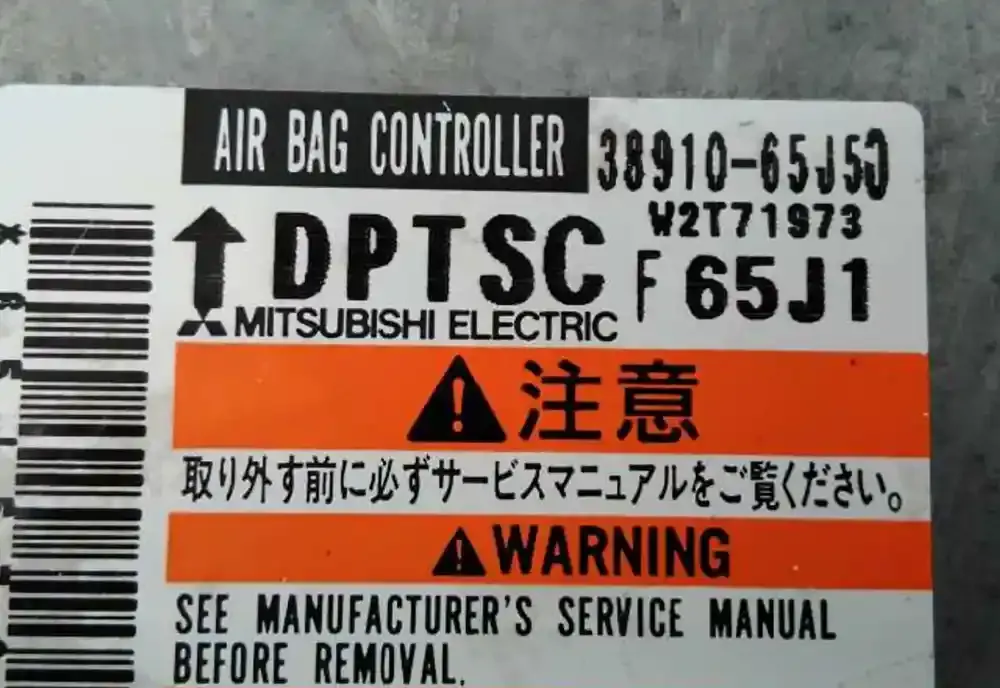 AIR BAG CONTROLLER 38910-65J50
W2T71973
DPTSC F 65J1
MITSUBISHI ELECTRIC
注意
取り外す前に必ずサービスマニュアルをご覧ください。
WARNING
SEE MANUFACTURER'S SERVICE MANUAL
BEFORE REMOVAL.